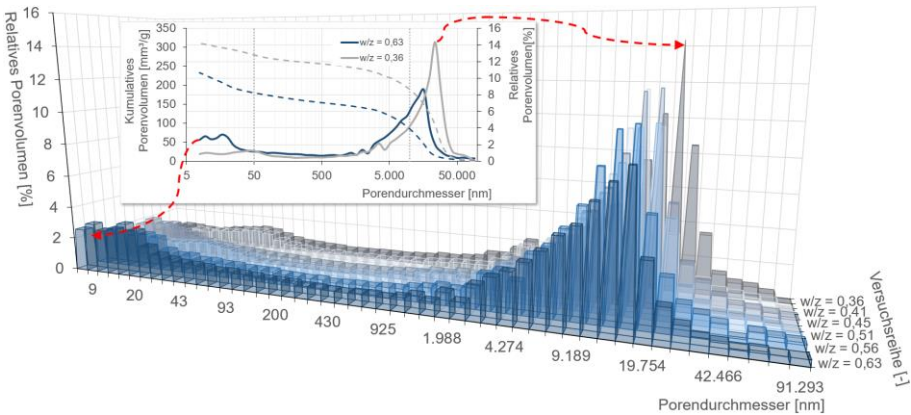 Relatives Porenvolumen [%]
16
14
12
10
8
6
4
2
0
Kumulatives
Porenvolumen [mm³/g]
350
300
250
200
150
100
50
0
w/z = 0,63
w/z = 0,36
16
14
12
10
8
6
4
2
0
Relatives
Porenvolumen[%]
5
50
500
5.000
50.000
Porendurchmesser [nm]
9
20
43
93
200
430
925
1.988
4.274
9.189
19.754
42.466
91.293
Porendurchmesser [nm]
w/z = 0,36
w/z = 0,41
w/z = 0,45
w/z = 0,51
w/z = 0,56
w/z = 0,63
Versuchsreihe [-]